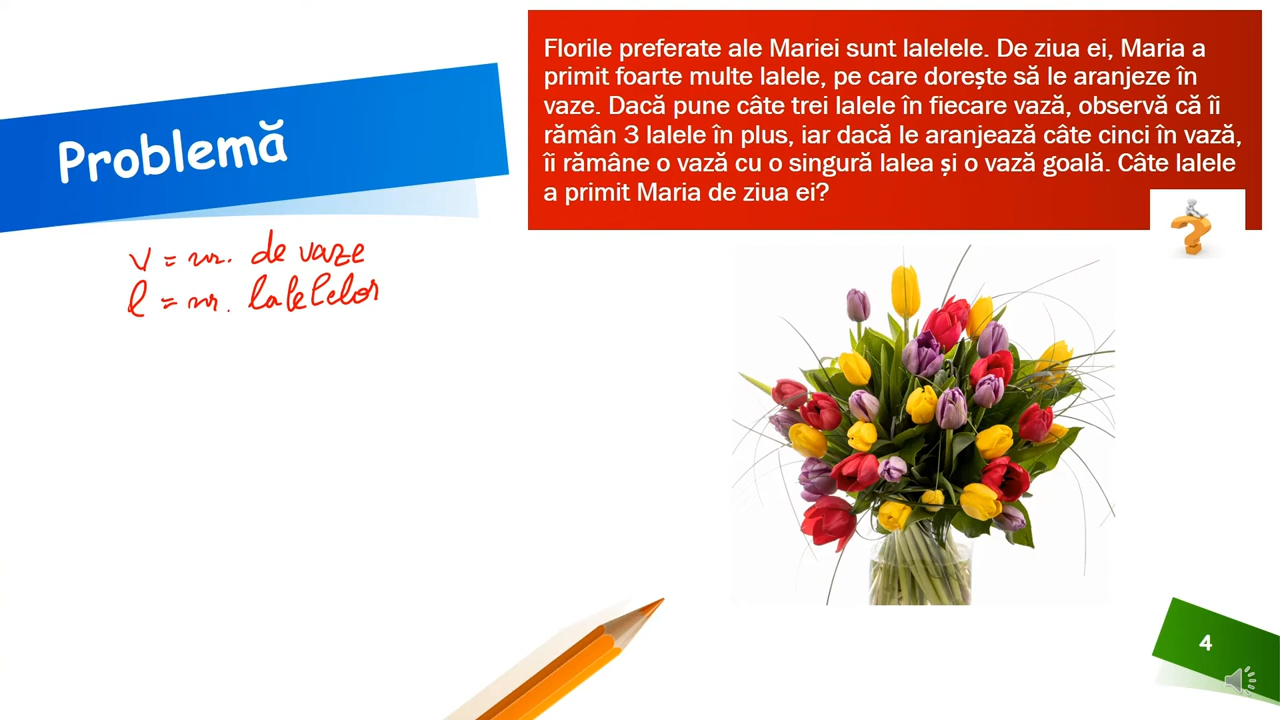 Problemă
Florile preferate ale Mariei sunt lalelele. De ziua ei, Maria a
primit foarte multe lalele, pe care dorește să le aranjeze în
vaze. Dacă pune câte trei lalele în fiecare vază, observă că îi
rămân 3 lalele în plus, iar dacă le aranjează câte cinci în vază,
îi rămâne o vază cu o singură lalea și o vază goală. Câte lalele
a primit Maria de ziua ei?
v = nr. de vaze
l = nr. lalelelor
4